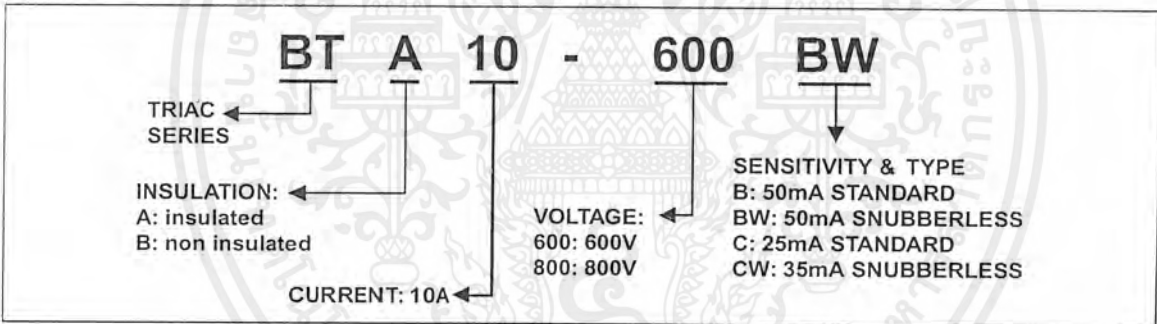 BT A 10 - 600 BW
TRIAC
SERIES
INSULATION:
A: insulated
B: non insulated
CURRENT: 10A
VOLTAGE:
600: 600V
800: 800V
SENSITIVITY & TYPE
B: 50mA STANDARD
BW: 50mA SNUBBERLESS
C: 25mA STANDARD
CW: 35mA SNUBBERLESS